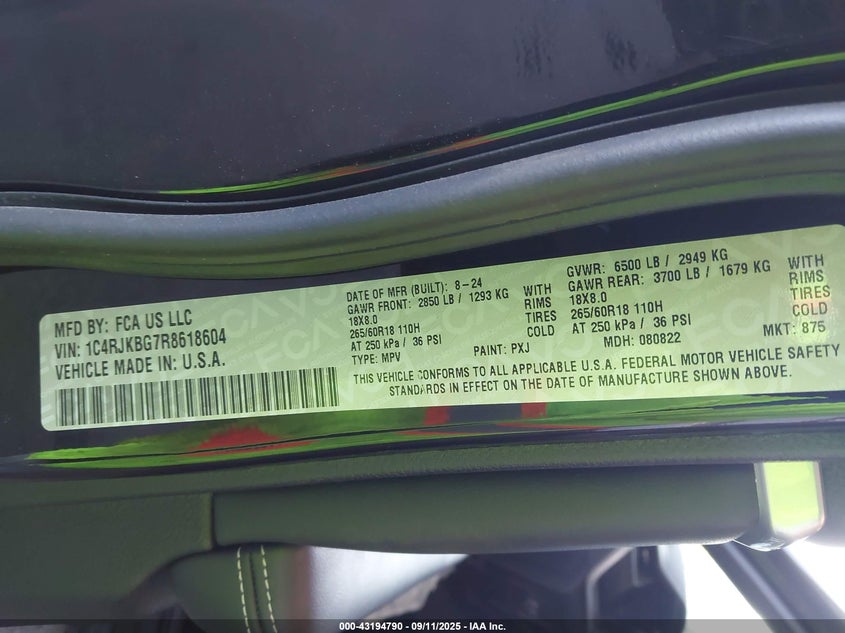 MFD BY: FCA US LLC
VIN: 1C4RJKBG7R8618604
VEHICLE MADE IN: U.S.A.
DATE OF MFR (BUILT): 8-24
GAWR FRONT: 2850 LB / 1293 KG WITH
18X8.0 RIMS
265/60R18 110H TIRES
AT 250 kPa / 36 PSI COLD
TYPE: MPV PAINT: PXJ
GVWR: 6500 LB / 2949 KG
GAWR REAR: 3700 LB / 1679 KG WITH
18X8.0 RIMS
265/60R18 110H TIRES
AT 250 kPa / 36 PSI COLD
MDH: 080822 MKT: 875
THIS VEHICLE CONFORMS TO ALL APPLICABLE U.S.A. FEDERAL MOTOR VEHICLE SAFETY
STANDARDS IN EFFECT ON THE DATE OF MANUFACTURE SHOWN ABOVE.
000-43194790 - 09/11/2025 - IAA Inc.